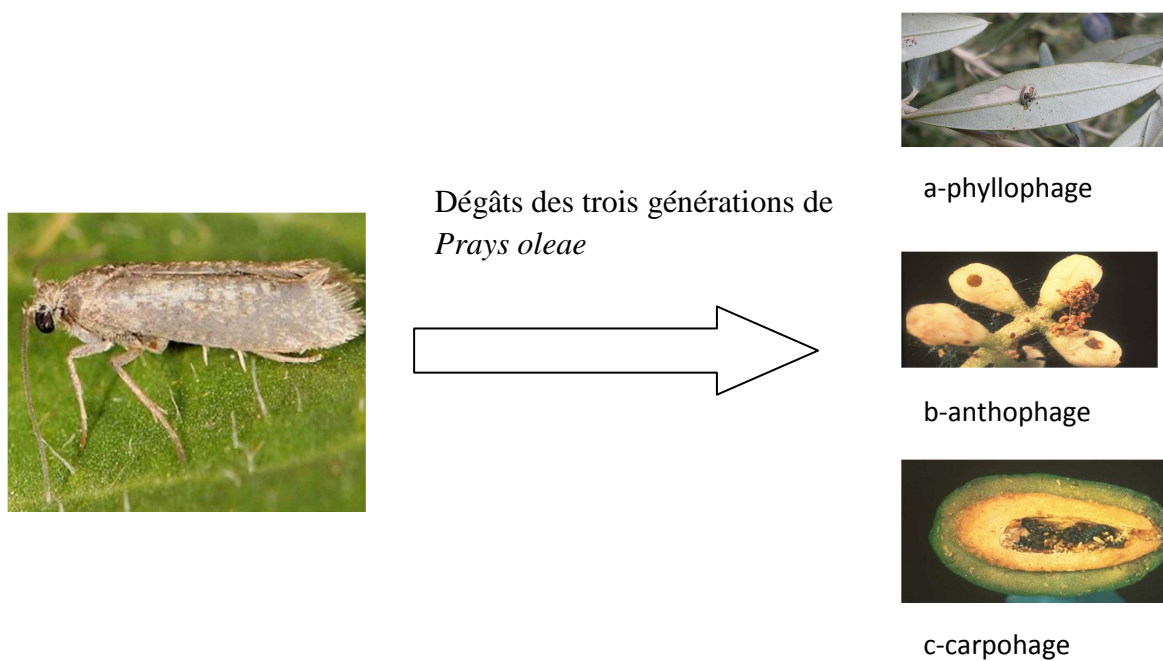 Dégâts des trois générations de
Prays oleae
a-phyllophage
b-anthophage
c-carpohage